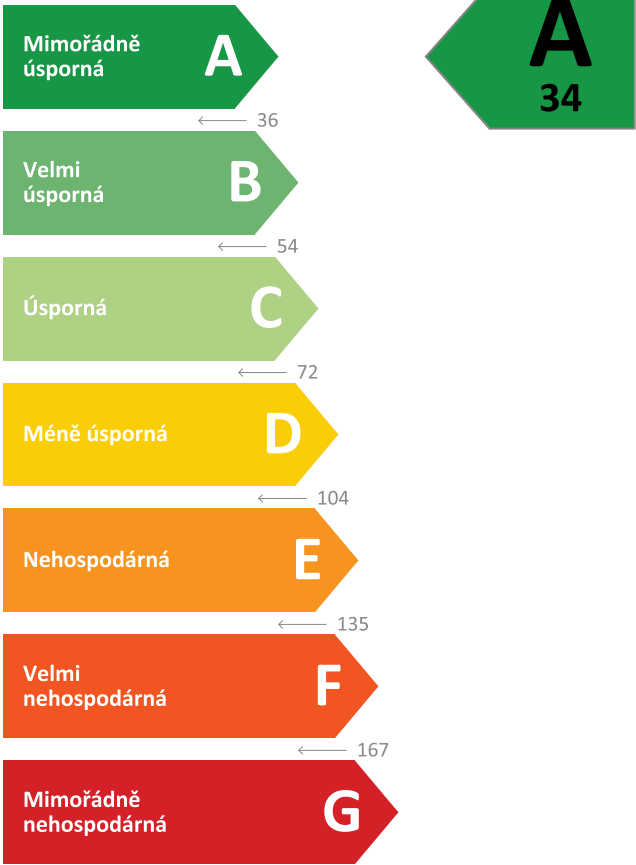 Mimořádně
úsporná
A
A
34
36
Velmi
úsporná
B
54
Úsporná
C
72
Méně úsporná
D
104
Nehospodárná
E
135
Velmi
nehospodárná
F
167
Mimořádně
nehospodárná
G